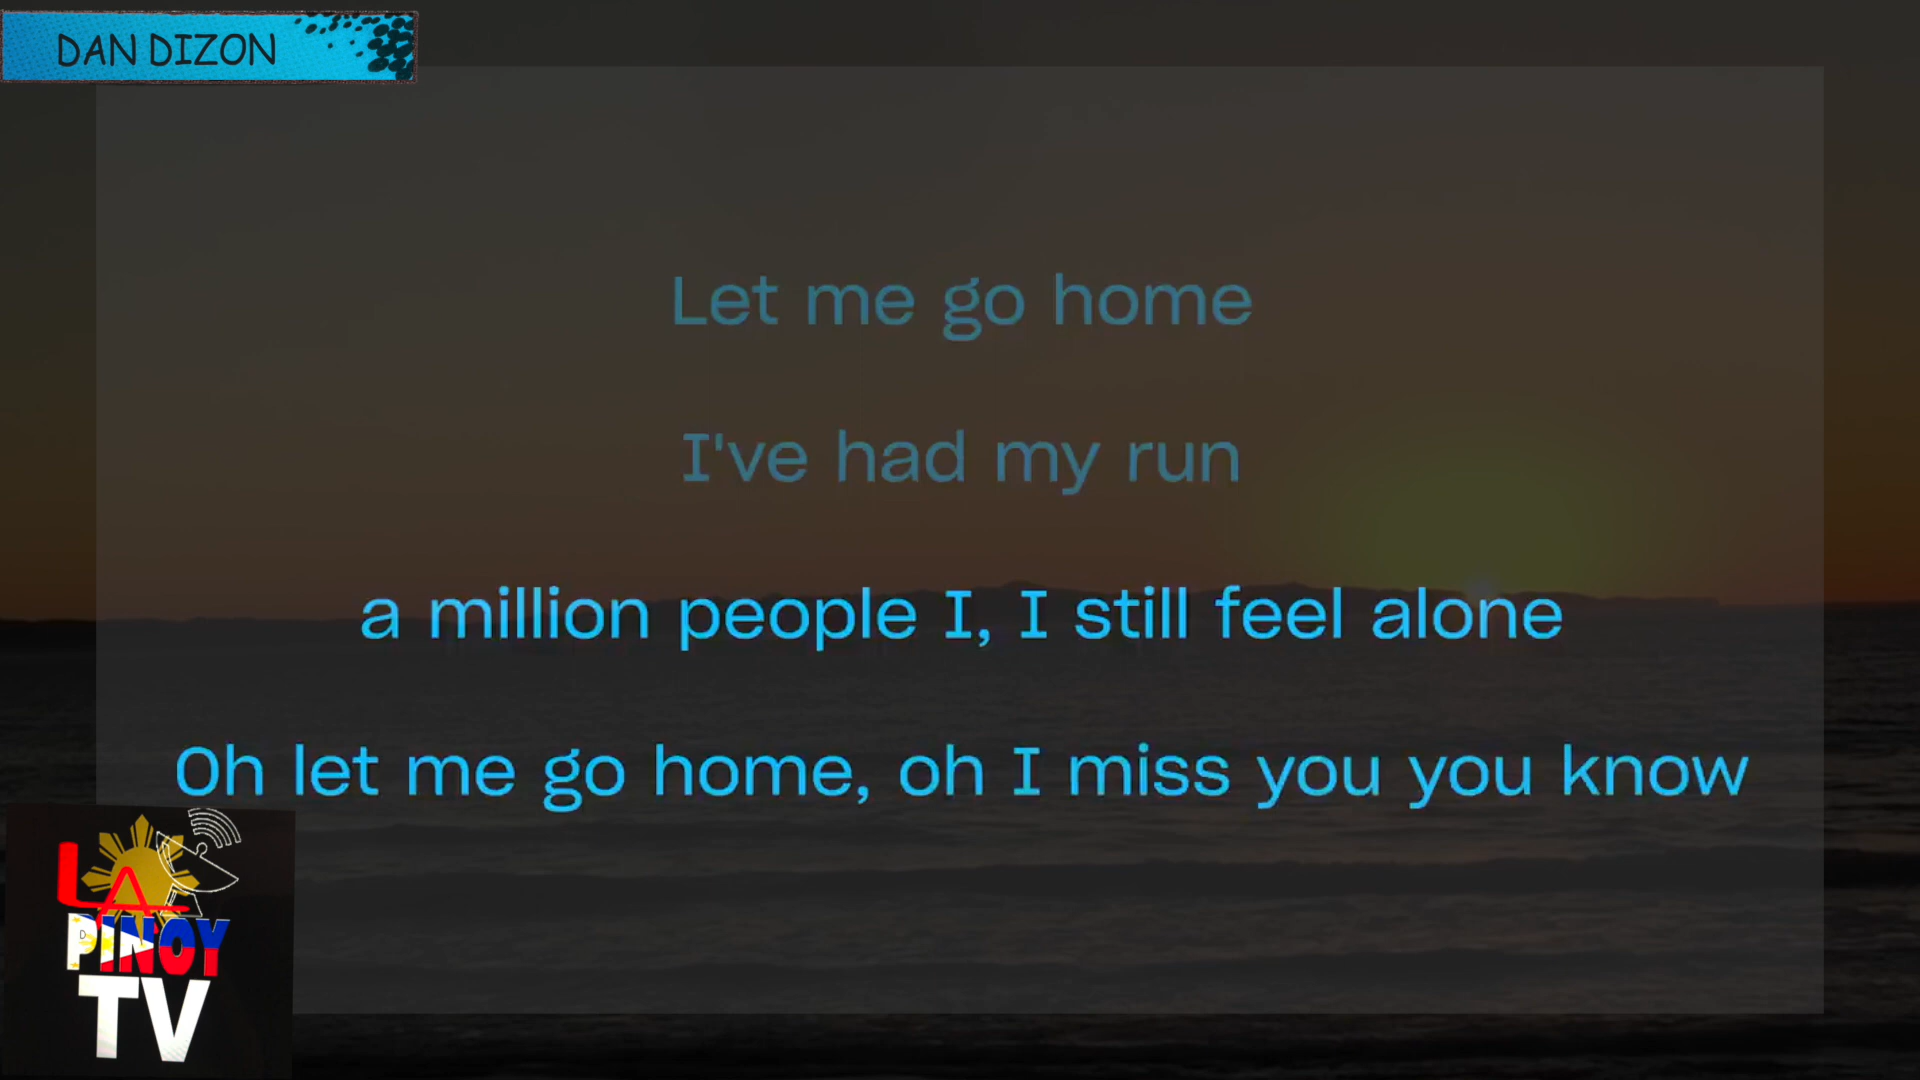 DAN DIZON
Let me go home
I've had my run
a million people I, I still feel alone
Oh let me go home, oh I miss you you know
LA
PINOY
TV